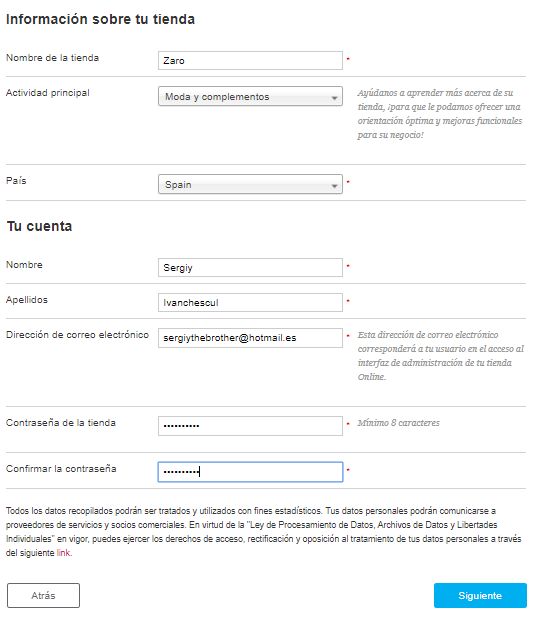 Información sobre tu tienda
Nombre de la tienda
Zaro
*
Actividad principal
Moda y complementos
Ayúdanos a aprender más acerca de su
tienda, ¡para que le podamos ofrecer una
orientación óptima y mejoras funcionales
para su negocio!
País
Spain
*
Tu cuenta
Nombre
Sergiy
*
Apellidos
Ivanchescul
*
Dirección de correo electrónico
sergiythebrother@hotmail.es
*
Esta dirección de correo electrónico
corresponderá a tu usuario en el acceso al
interfaz de administración de tu tienda
Online.
Contraseña de la tienda
••••••••••
*
Mínimo 8 caracteres
Confirmar la contraseña
••••••••••
*
Todos los datos recopilados podrán ser tratados y utilizados con fines estadísticos. Tus datos personales podrán comunicarse a
proveedores de servicios y socios comerciales. En virtud de la "Ley de Procesamiento de Datos, Archivos de Datos y Libertades
Individuales" en vigor, puedes ejercer los derechos de acceso, rectificación y oposición al tratamiento de tus datos personales a través
del siguiente link.
Atrás
Siguiente